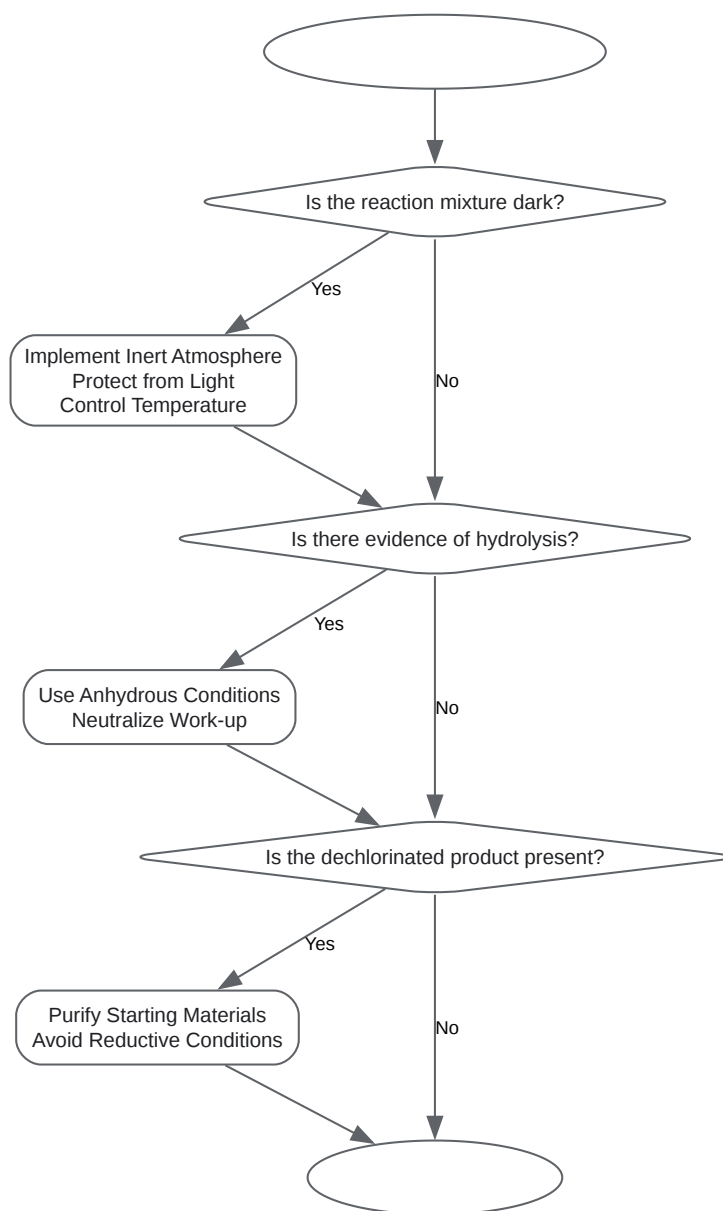 Is the reaction mixture dark?
Yes
Implement Inert Atmosphere
Protect from Light
Control Temperature
No
Is there evidence of hydrolysis?
Yes
Use Anhydrous Conditions
Neutralize Work-up
No
Is the dechlorinated product present?
Yes
Purify Starting Materials
Avoid Reductive Conditions
No